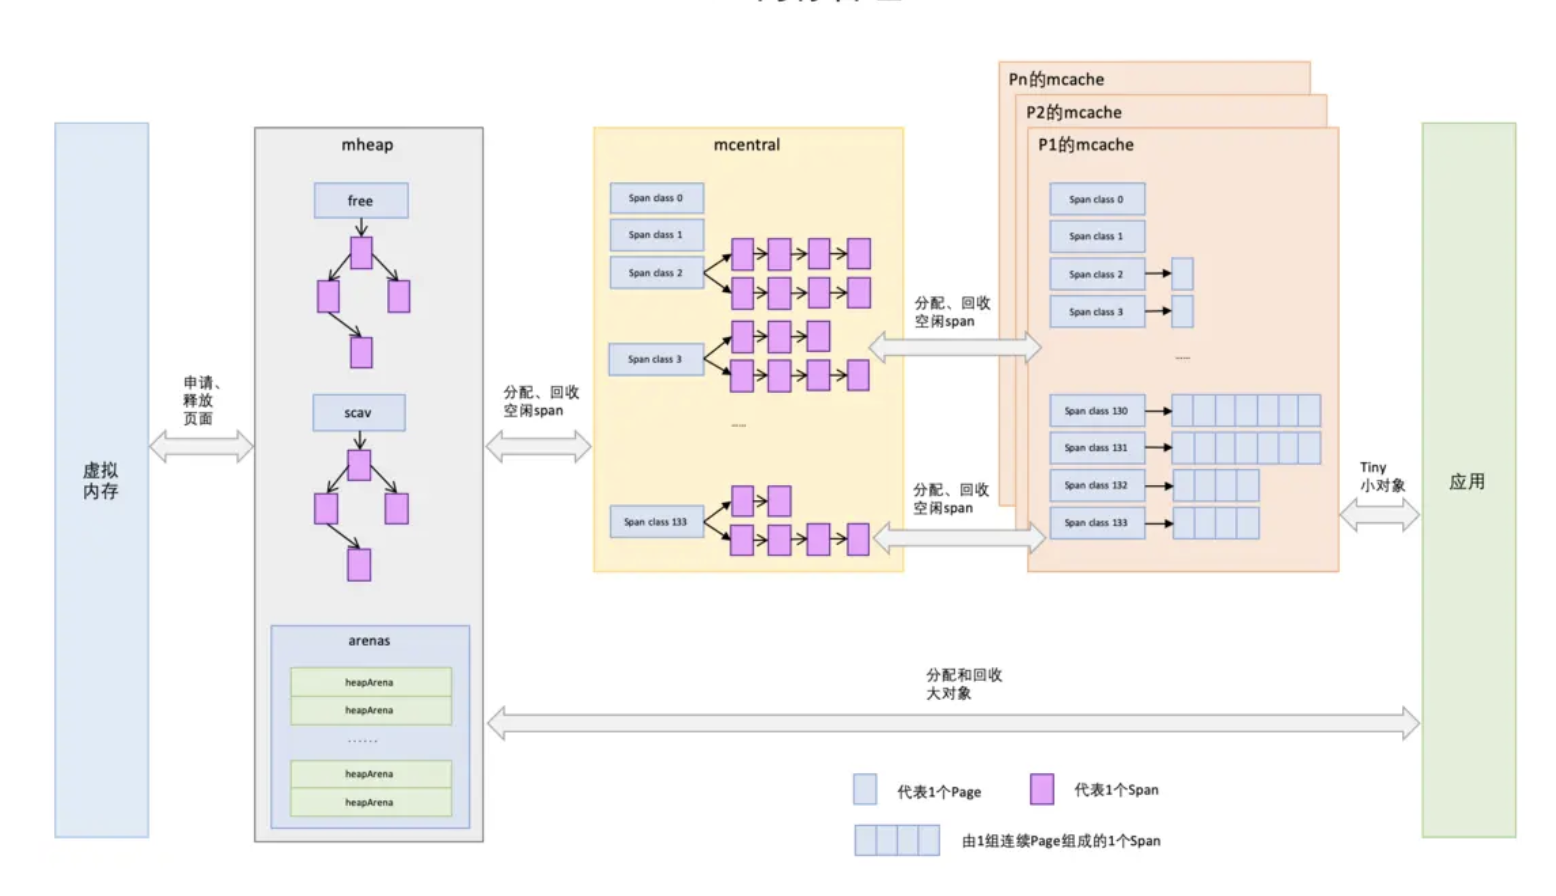 Pn的mcache
P2的mcache
P1的mcache
mheap
mcentral
free
scav
arenas
heapArena
heapArena
......
heapArena
heapArena
虚拟
内存
申请、
释放
页面
分配、回收
空闲span
Span class 0
Span class 1
Span class 2
Span class 3
......
Span class 133
分配、回收
空闲span
分配、回收
空闲span
Span class 0
Span class 1
Span class 2
Span class 3
......
Span class 130
Span class 131
Span class 132
Span class 133
Tiny
小对象
应用
分配和回收
大对象
代表1个Page
代表1个Span
由1组连续Page组成的1个Span